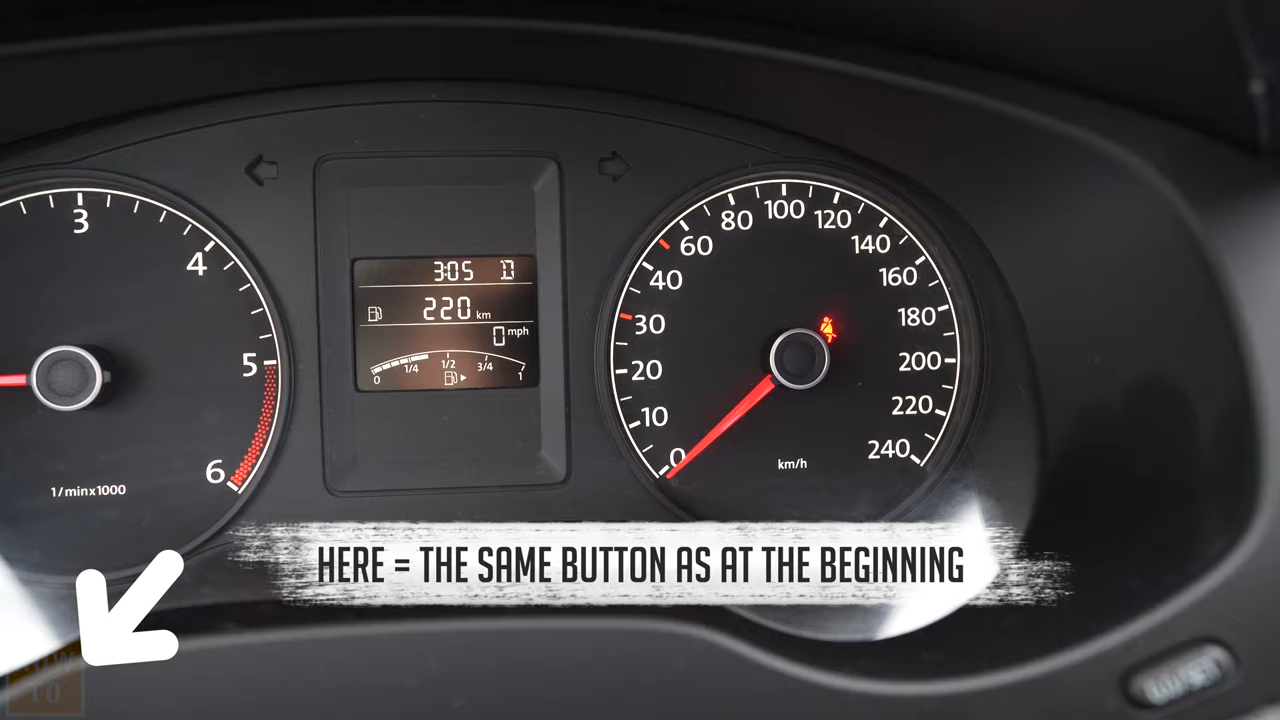 3
4
5
6
1/minx1000
3:05 D
220 km
0 mph
0 1/4 1/2 3/4 1
0
10
20
30
40
60
80
100
120
140
160
180
200
220
240
km/h
HERE = THE SAME BUTTON AS AT THE BEGINNING
TO